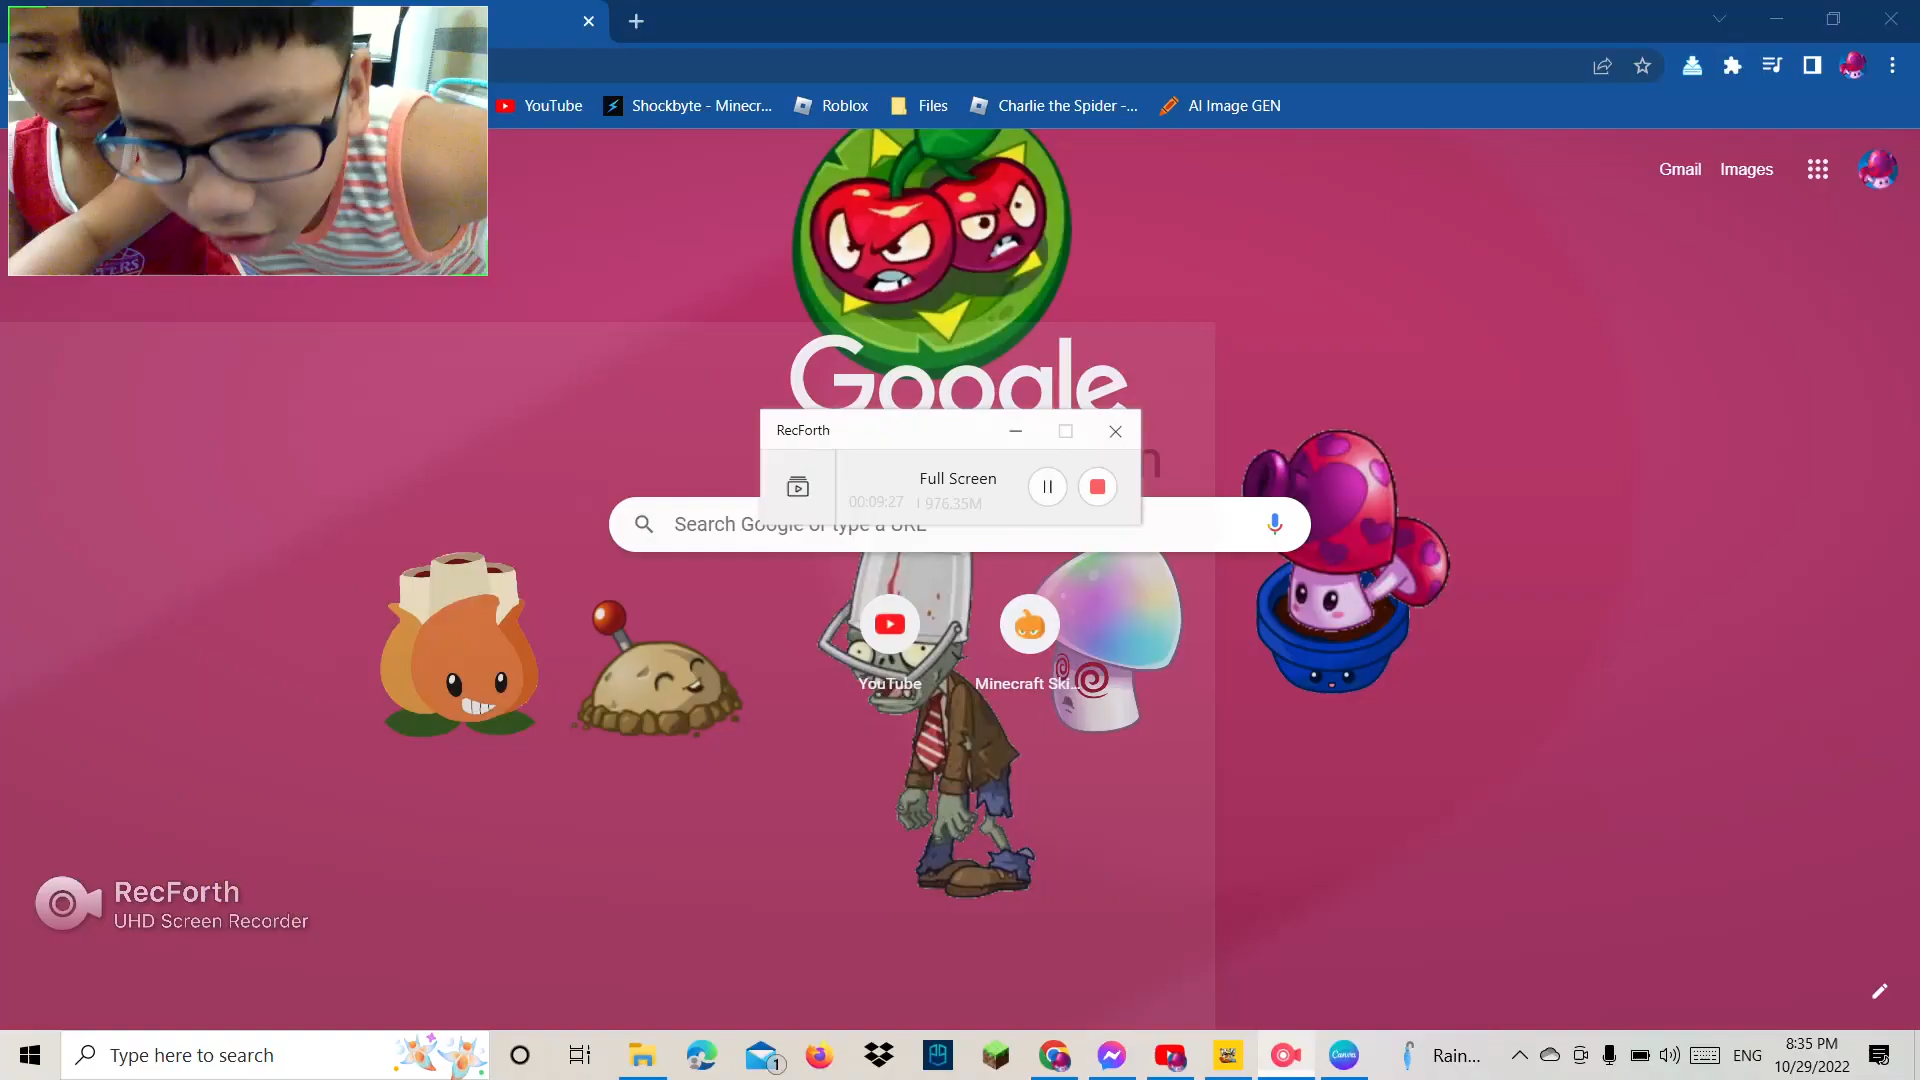 YouTube
Shockbyte - Minecr...
Roblox
Files
Charlie the Spider -...
AI Image GEN
Gmail
Images
Google
RecForth
Full Screen
00:09:27
976.35M
Search Google or type a URL
YouTube
Minecraft Ski...
RecForth
UHD Screen Recorder
Type here to search
1
Rain...
ENG
8:35 PM
10/29/2022
Canva